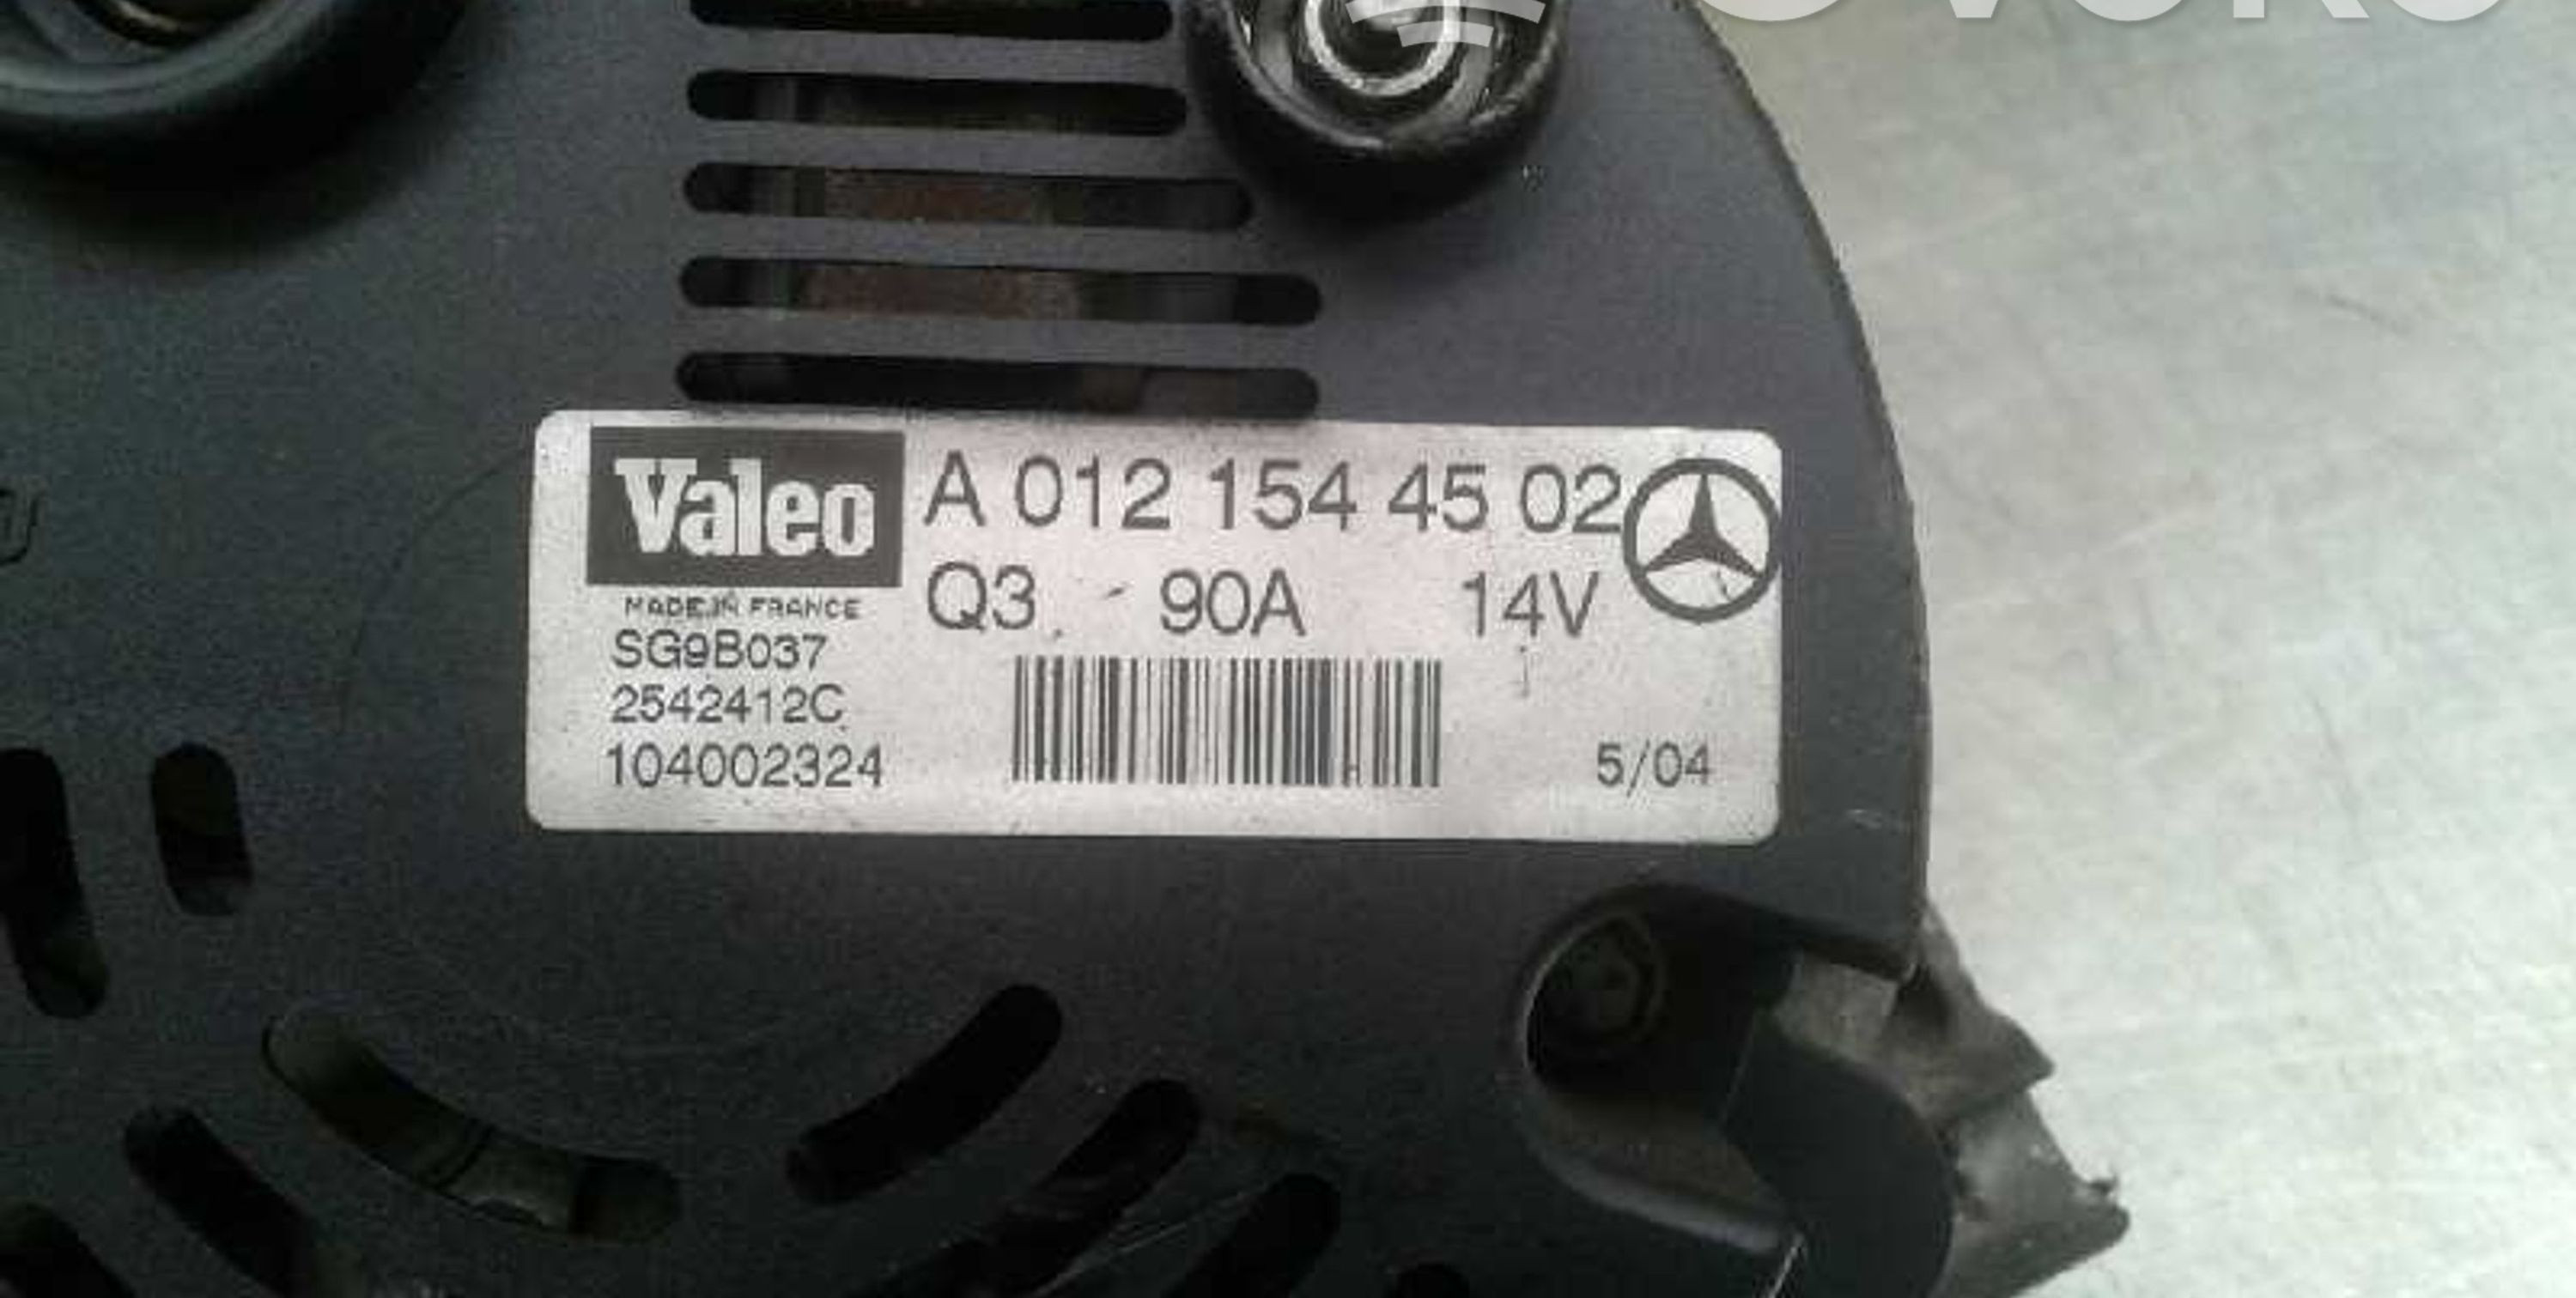 Valeo
A 012 154 45 02
Q3 90A 14V
MADE IN FRANCE
SG9B037
2542412C
104002324
5/04